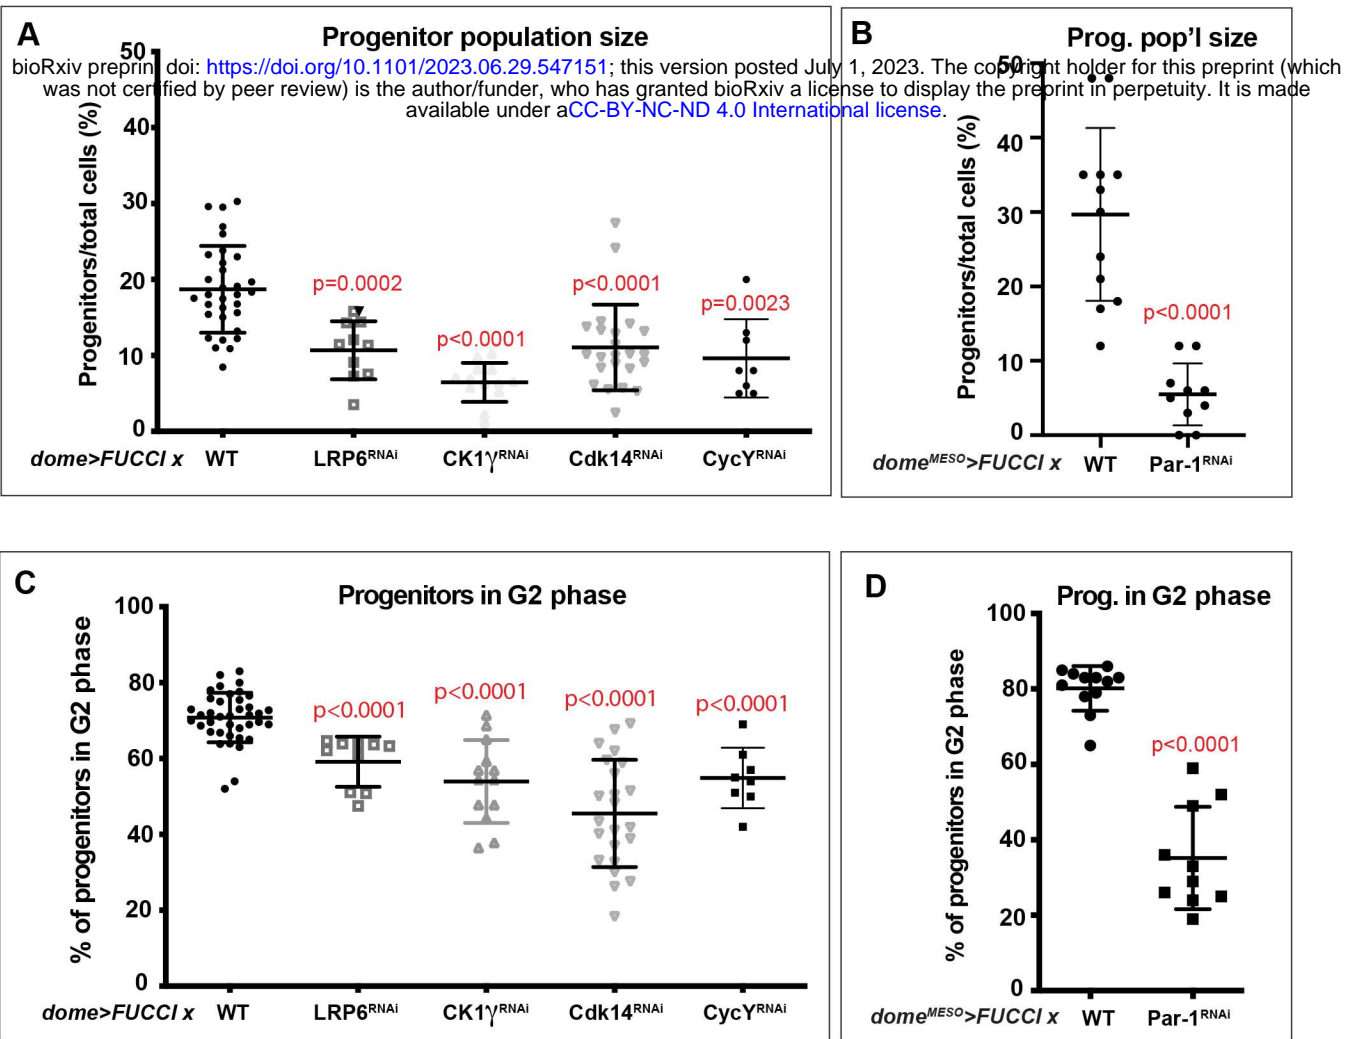 A
Progenitor population size
B
Prog. pop'l size
bioRxiv preprint doi: https://doi.org/10.1101/2023.06.29.547151; this version posted July 1, 2023. The copyright holder for this preprint (which
was not certified by peer review) is the author/funder, who has granted bioRxiv a license to display the preprint in perpetuity. It is made
available under aCC-BY-NC-ND 4.0 International license.
Progenitors/total cells (%)
50
40
30
20
10
0
p=0.0002
p<0.0001
p<0.0001
p=0.0023
dome>FUCCI x WT LRP6RNAi CK1γRNAi Cdk14RNAi CycYRNAi
Progenitors/total cells (%)
50
40
30
20
10
0
p<0.0001
domeMESO>FUCCI x WT Par-1RNAi
C
Progenitors in G2 phase
% of progenitors in G2 phase
100
80
60
40
20
0
p<0.0001
p<0.0001
p<0.0001
p<0.0001
dome>FUCCI x WT LRP6RNAi CK1γRNAi Cdk14RNAi CycYRNAi
D
Prog. in G2 phase
% of progenitors in G2 phase
100
80
60
40
20
0
p<0.0001
domeMESO>FUCCI x WT Par-1RNAi